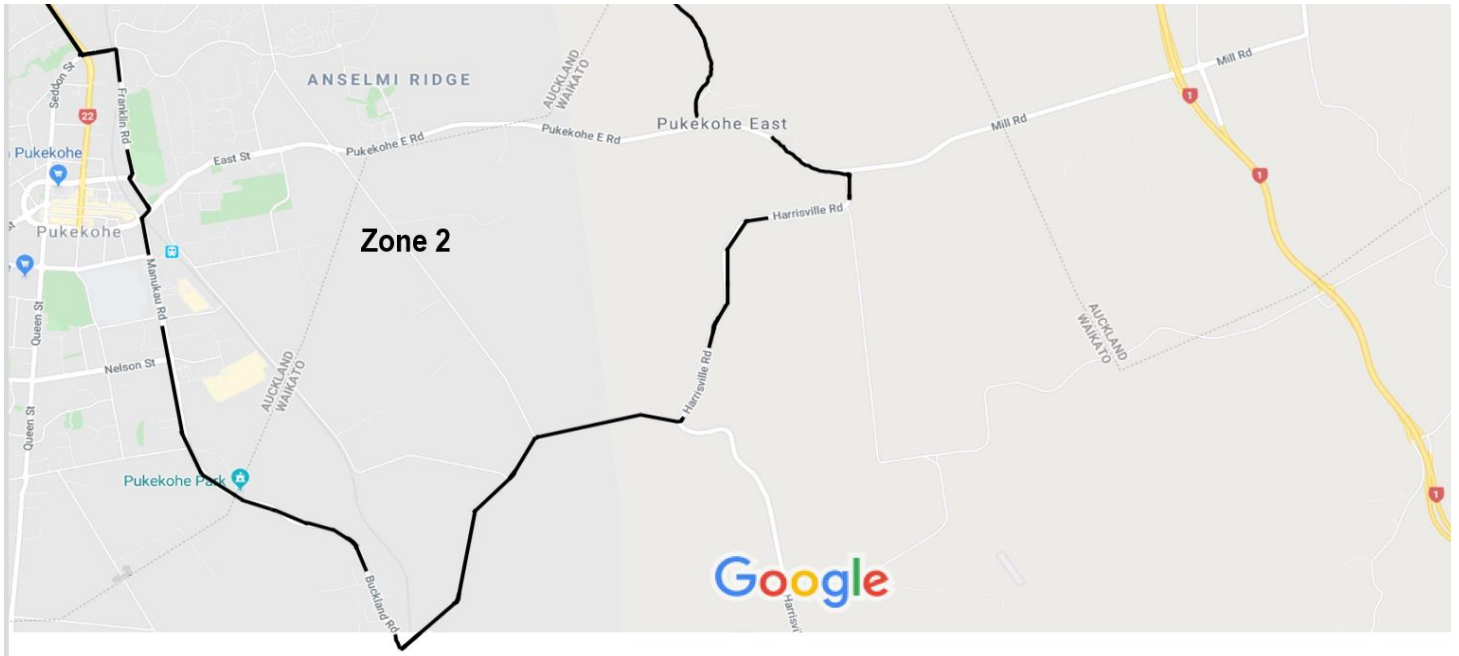 Seddon St
Franklin Rd
22
ANSELMI RIDGE
AUCKLAND
WAIKATO
Mill Rd
1
Pukekohe
East St
Pukekohe E Rd
Pukekohe E Rd
Pukekohe East
Mill Rd
1
Harrisville Rd
Pukekohe
Zone 2
Manukau Rd
Queen St
Nelson St
AUCKLAND
WAIKATO
Harrisville Rd
AUCKLAND
WAIKATO
Queen St
Pukekohe Park
1
Buckland Rd
Google
Harrisvi